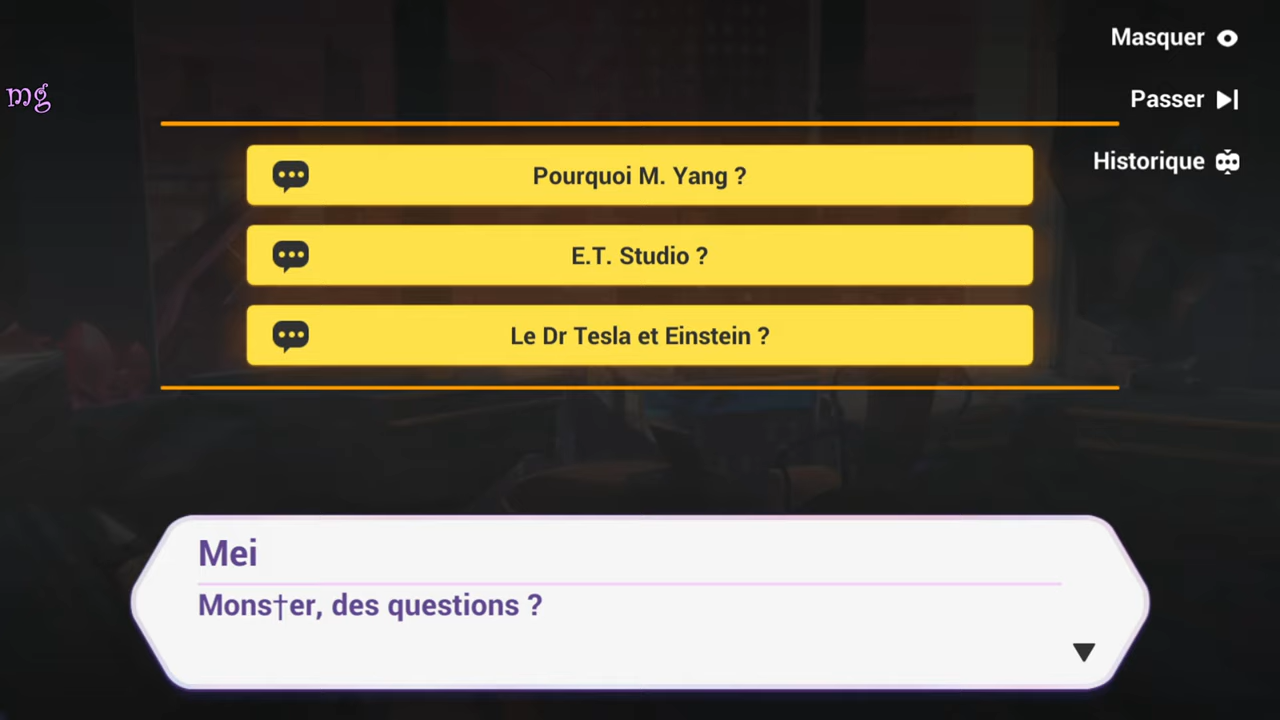 Masquer
mg
Passer
Historique
Pourquoi M. Yang ?
E.T. Studio ?
Le Dr Tesla et Einstein ?
Mei
Mons†er, des questions ?